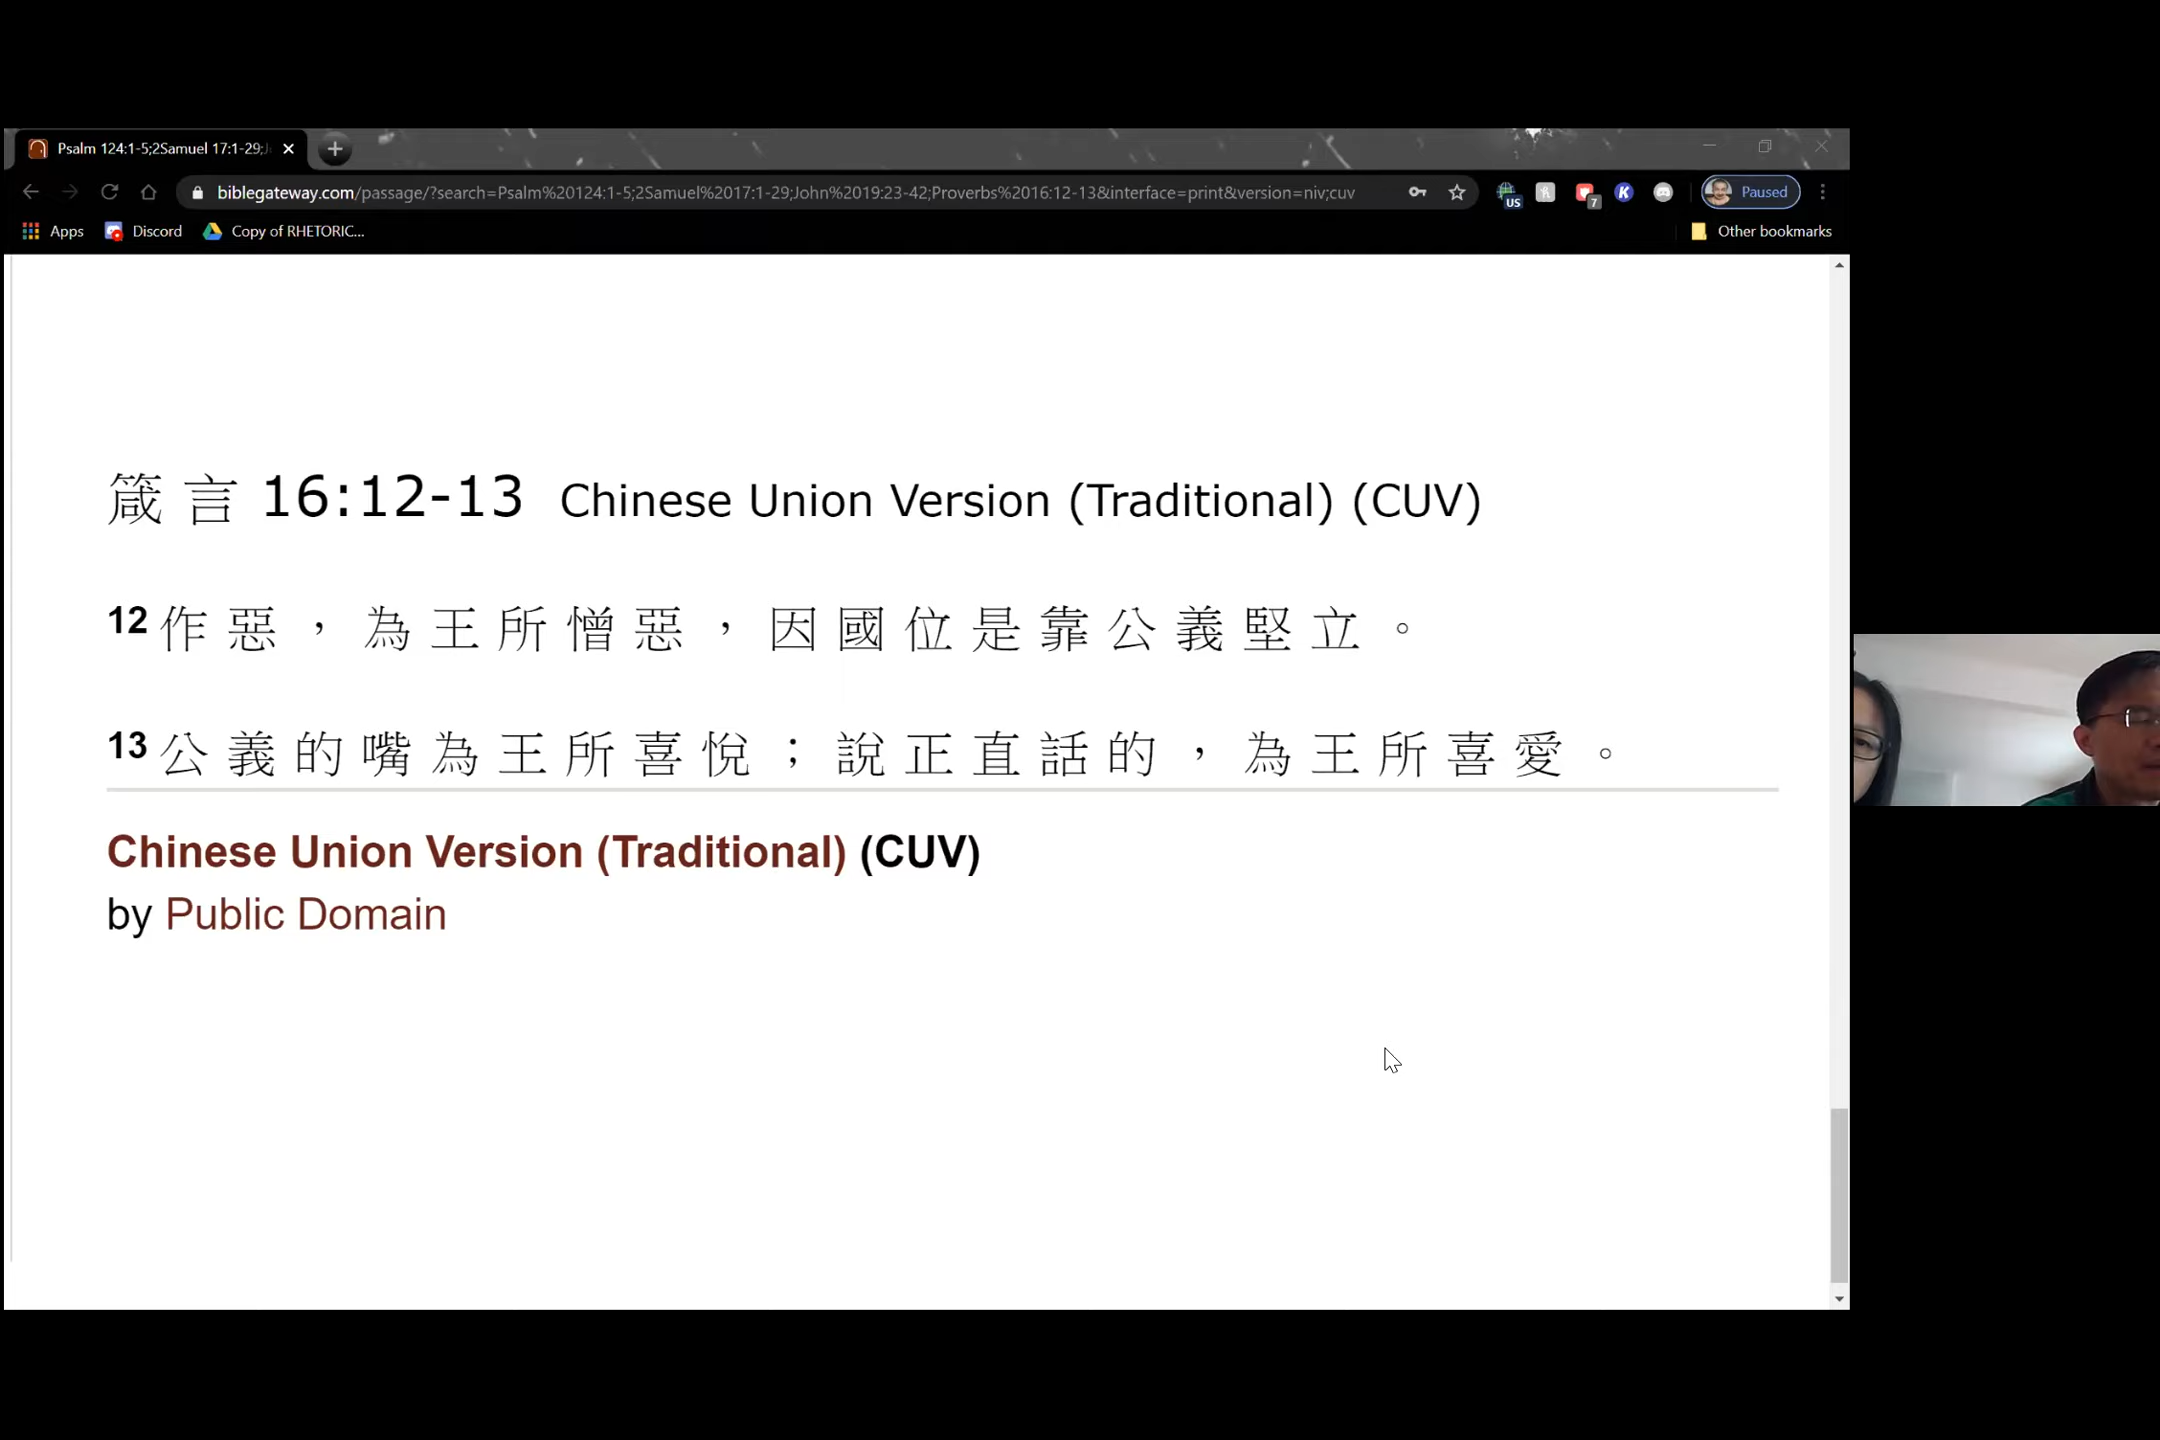 Psalm 124:1-5;2Samuel 17:1-29;J
biblegateway.com/passage/?search=Psalm%20124:1-5;2Samuel%2017:1-29;John%2019:23-42;Proverbs%2016:12-13&interface=print&version=niv;cuv
US
7
K
Paused
Apps
Discord
Copy of RHETORIC...
Other bookmarks
箴 言 16:12-13 Chinese Union Version (Traditional) (CUV)
12 作 惡 ， 為 王 所 憎 惡 ， 因 國 位 是 靠 公 義 堅 立 。
13 公 義 的 嘴 為 王 所 喜 悅 ； 說 正 直 話 的 ， 為 王 所 喜 愛 。
Chinese Union Version (Traditional) (CUV)
by Public Domain